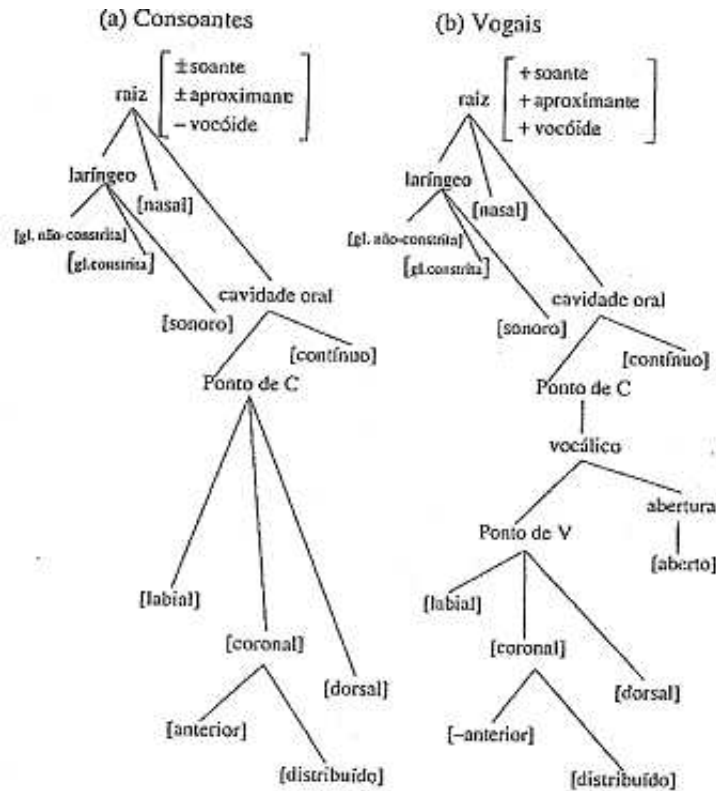 (a) Consoantes
±soante
raiz ±aproximante
−vocóide
laríngeo
[nasal]
[gl. não-constrita]
[gl.constrita]
cavidade oral
[sonoro]
[contínuo]
Ponto de C
[labial]
[coronal]
[dorsal]
[anterior]
[distribuído]
(b) Vogais
+soante
raiz +aproximante
+vocóide
laríngeo
[nasal]
[gl. não-constrita]
[gl.constrita]
cavidade oral
[sonoro]
[contínuo]
Ponto de C
vocálico
abertura
Ponto de V
[aberto]
[labial]
[coronal]
[dorsal]
[−anterior]
[distribuído]